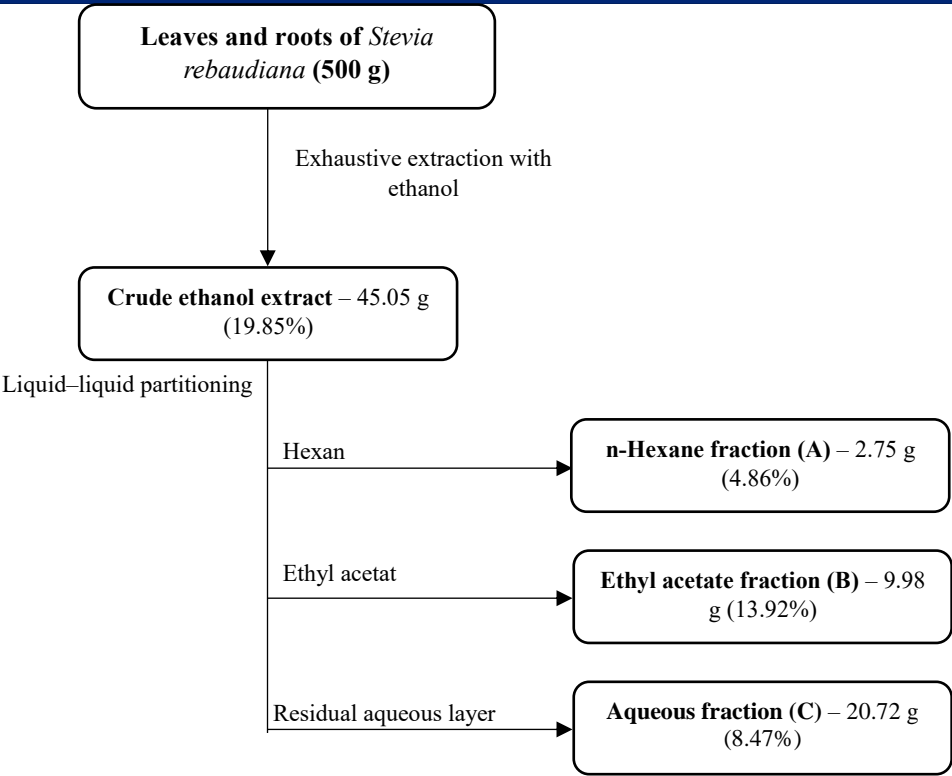 Leaves and roots of Stevia
rebaudiana (500 g)
Exhaustive extraction with
ethanol
Crude ethanol extract – 45.05 g
(19.85%)
Liquid–liquid partitioning
Hexan
n-Hexane fraction (A) – 2.75 g
(4.86%)
Ethyl acetat
Ethyl acetate fraction (B) – 9.98
g (13.92%)
Residual aqueous layer
Aqueous fraction (C) – 20.72 g
(8.47%)